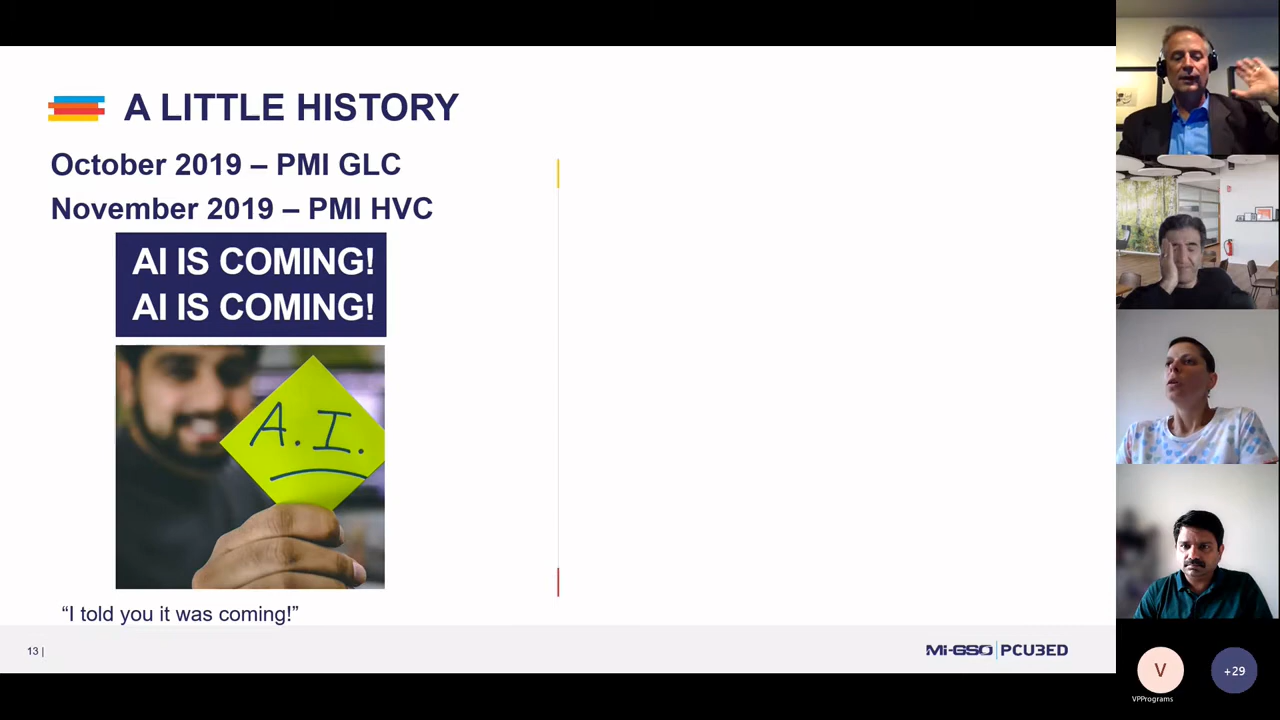 A LITTLE HISTORY
October 2019 – PMI GLC
November 2019 – PMI HVC
AI IS COMING!
AI IS COMING!
A.I.
“I told you it was coming!”
13 |
Mi-GSO | PCUBED
V
VPPrograms
+29